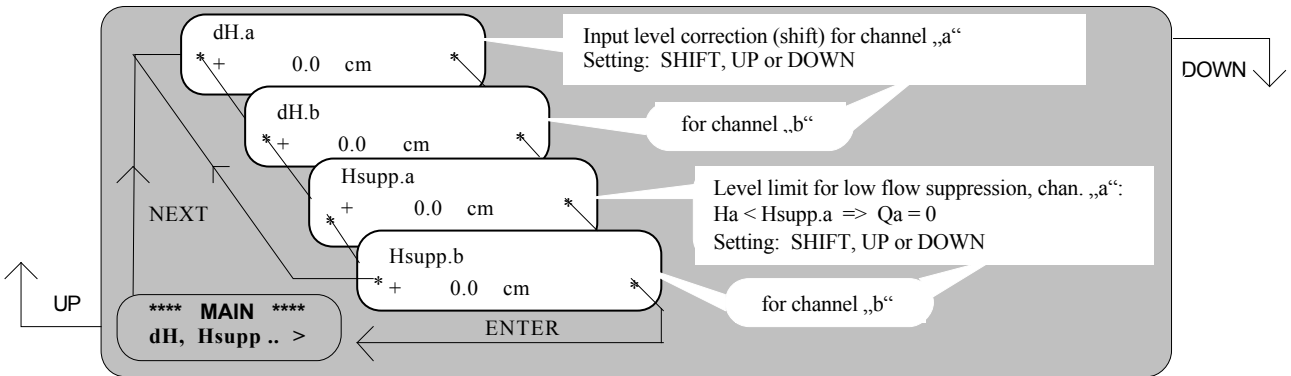 dH.a
* + 0.0 cm *
Input level correction (shift) for channel „a“
Setting: SHIFT, UP or DOWN
DOWN
dH.b
* + 0.0 cm *
for channel „b“
Hsupp.a
* + 0.0 cm *
Level limit for low flow suppression, chan. „a“:
Ha < Hsupp.a => Qa = 0
Setting: SHIFT, UP or DOWN
NEXT
Hsupp.b
* + 0.0 cm *
for channel „b“
UP
**** MAIN ****
dH, Hsupp .. >
ENTER